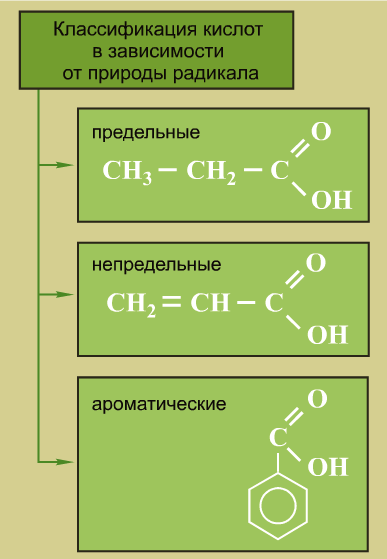 Классификация кислот
в зависимости
от природы радикала
предельные
O
CH₃ – CH₂ – C
OH
непредельные
O
CH₂ = CH – C
OH
ароматические
O
C
OH